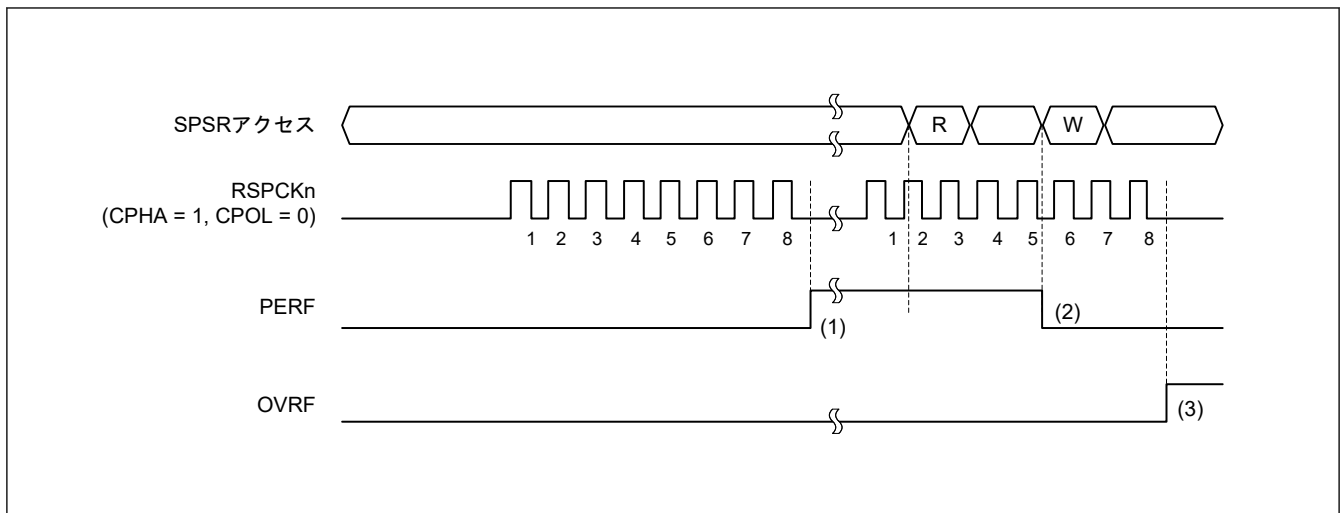 SPSRアクセス
R
W
RSPCKn
(CPHA = 1, CPOL = 0)
1 2 3 4 5 6 7 8 1 2 3 4 5 6 7 8
PERF
(1)
(2)
OVRF
(3)